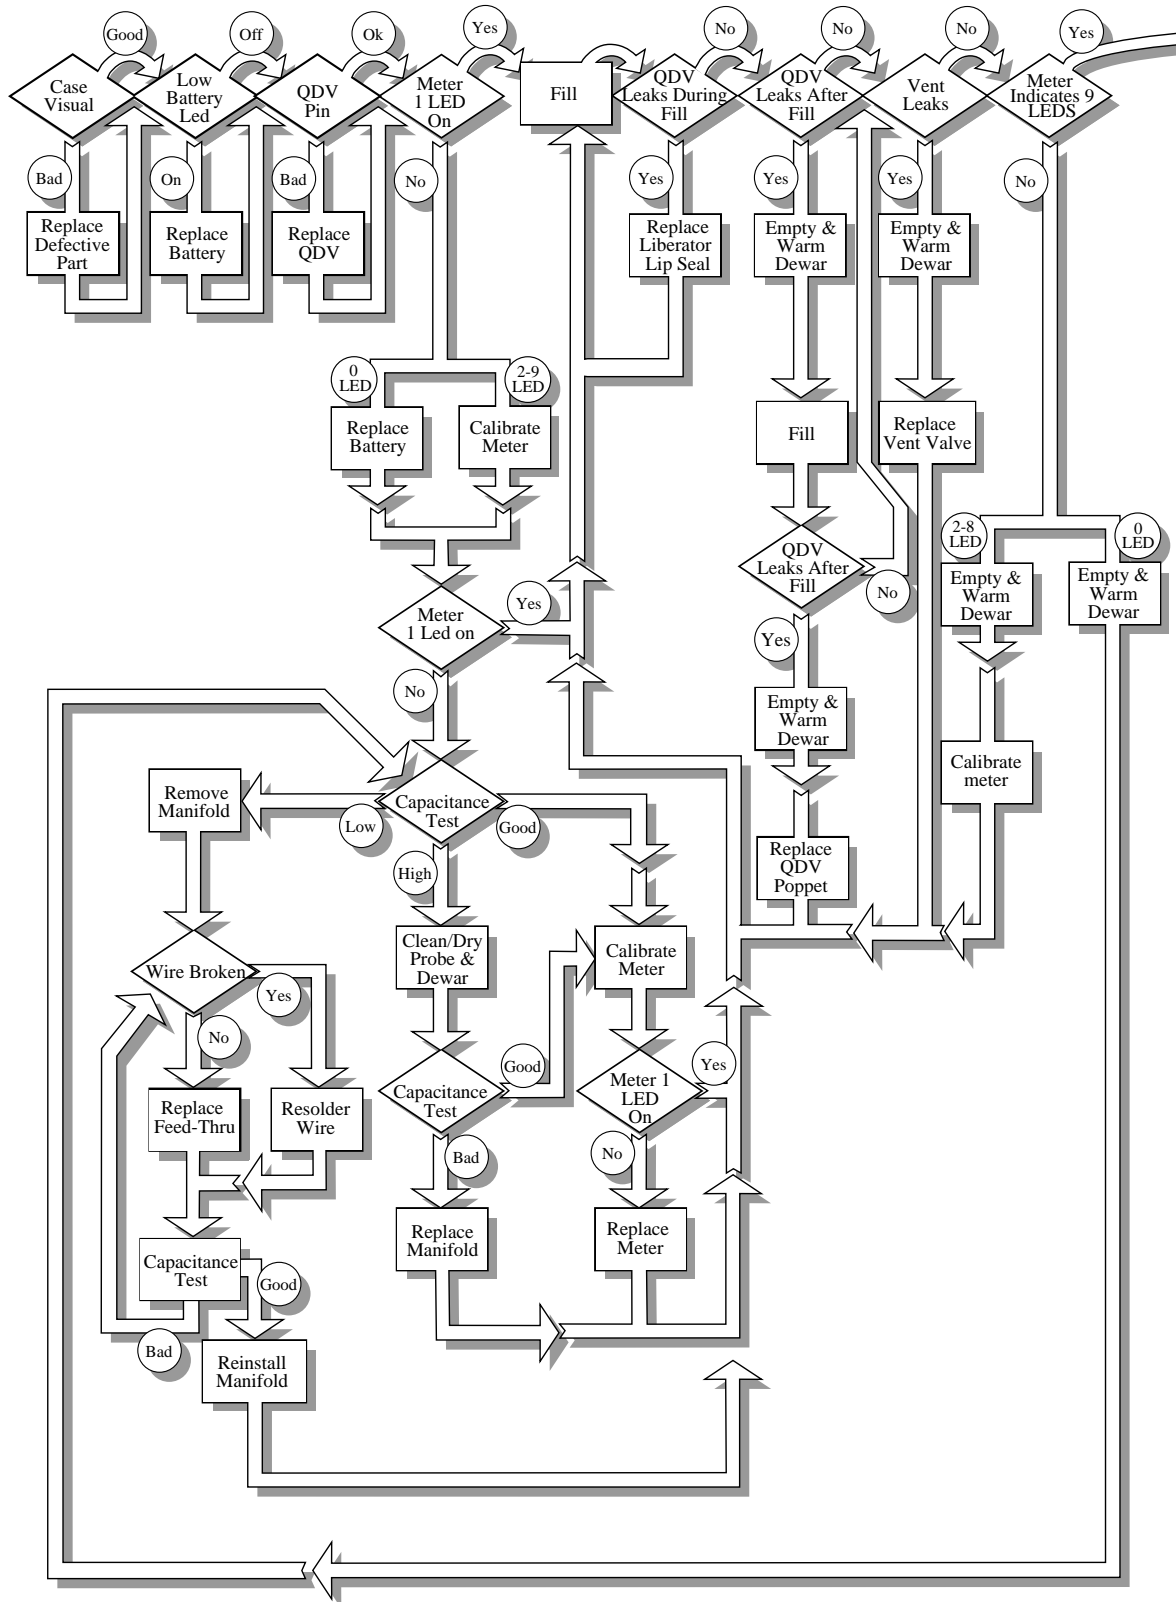 Good
Off
Ok
Yes
No
No
No
Yes
Case
Visual
Low
Battery
Led
QDV
Pin
Meter
1 LED
On
Fill
QDV
Leaks During
Fill
QDV
Leaks After
Fill
Vent
Leaks
Meter
Indicates 9
LEDS
Bad
On
Bad
No
Yes
Yes
Yes
No
Replace
Defective
Part
Replace
Battery
Replace
QDV
Replace
Liberator
Lip Seal
Empty &
Warm
Dewar
Empty &
Warm
Dewar
0
LED
2-9
LED
Replace
Battery
Calibrate
Meter
Fill
Replace
Vent Valve
2-8
LED
0
LED
QDV
Leaks After
Fill
No
Empty &
Warm
Dewar
Empty &
Warm
Dewar
Meter
1 Led on
Yes
Yes
No
Empty &
Warm
Dewar
Calibrate
meter
Remove
Manifold
Capacitance
Test
Low
Good
High
Replace
QDV
Poppet
Clean/Dry
Probe &
Dewar
Calibrate
Meter
Wire Broken
Yes
No
Good
Yes
Capacitance
Test
Meter 1
LED
On
Replace
Feed-Thru
Resolder
Wire
Bad
No
Replace
Manifold
Replace
Meter
Capacitance
Test
Good
Bad
Reinstall
Manifold